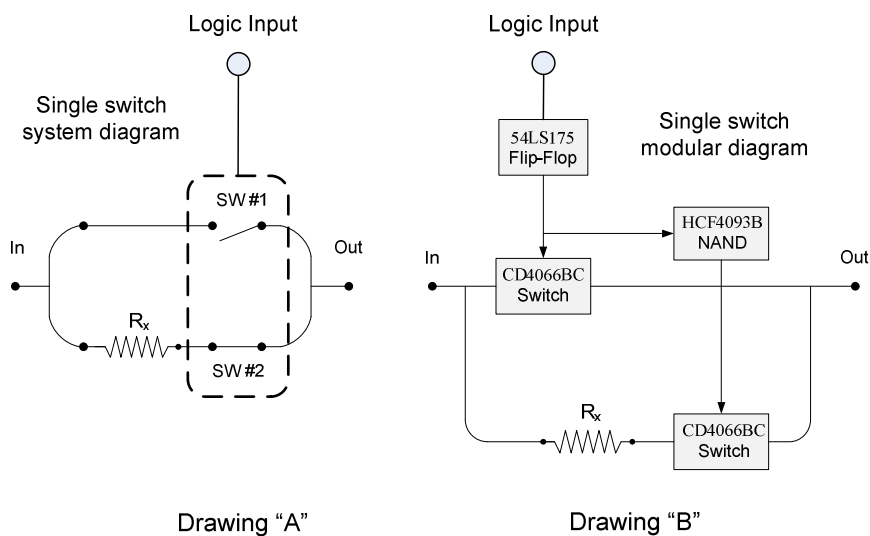 Logic Input
Single switch
system diagram
SW #1
In
Out
Rx
SW #2
Drawing “A”
Logic Input
54LS175
Flip-Flop
Single switch
modular diagram
HCF4093B
NAND
In
CD4066BC
Switch
Out
Rx
CD4066BC
Switch
Drawing “B”